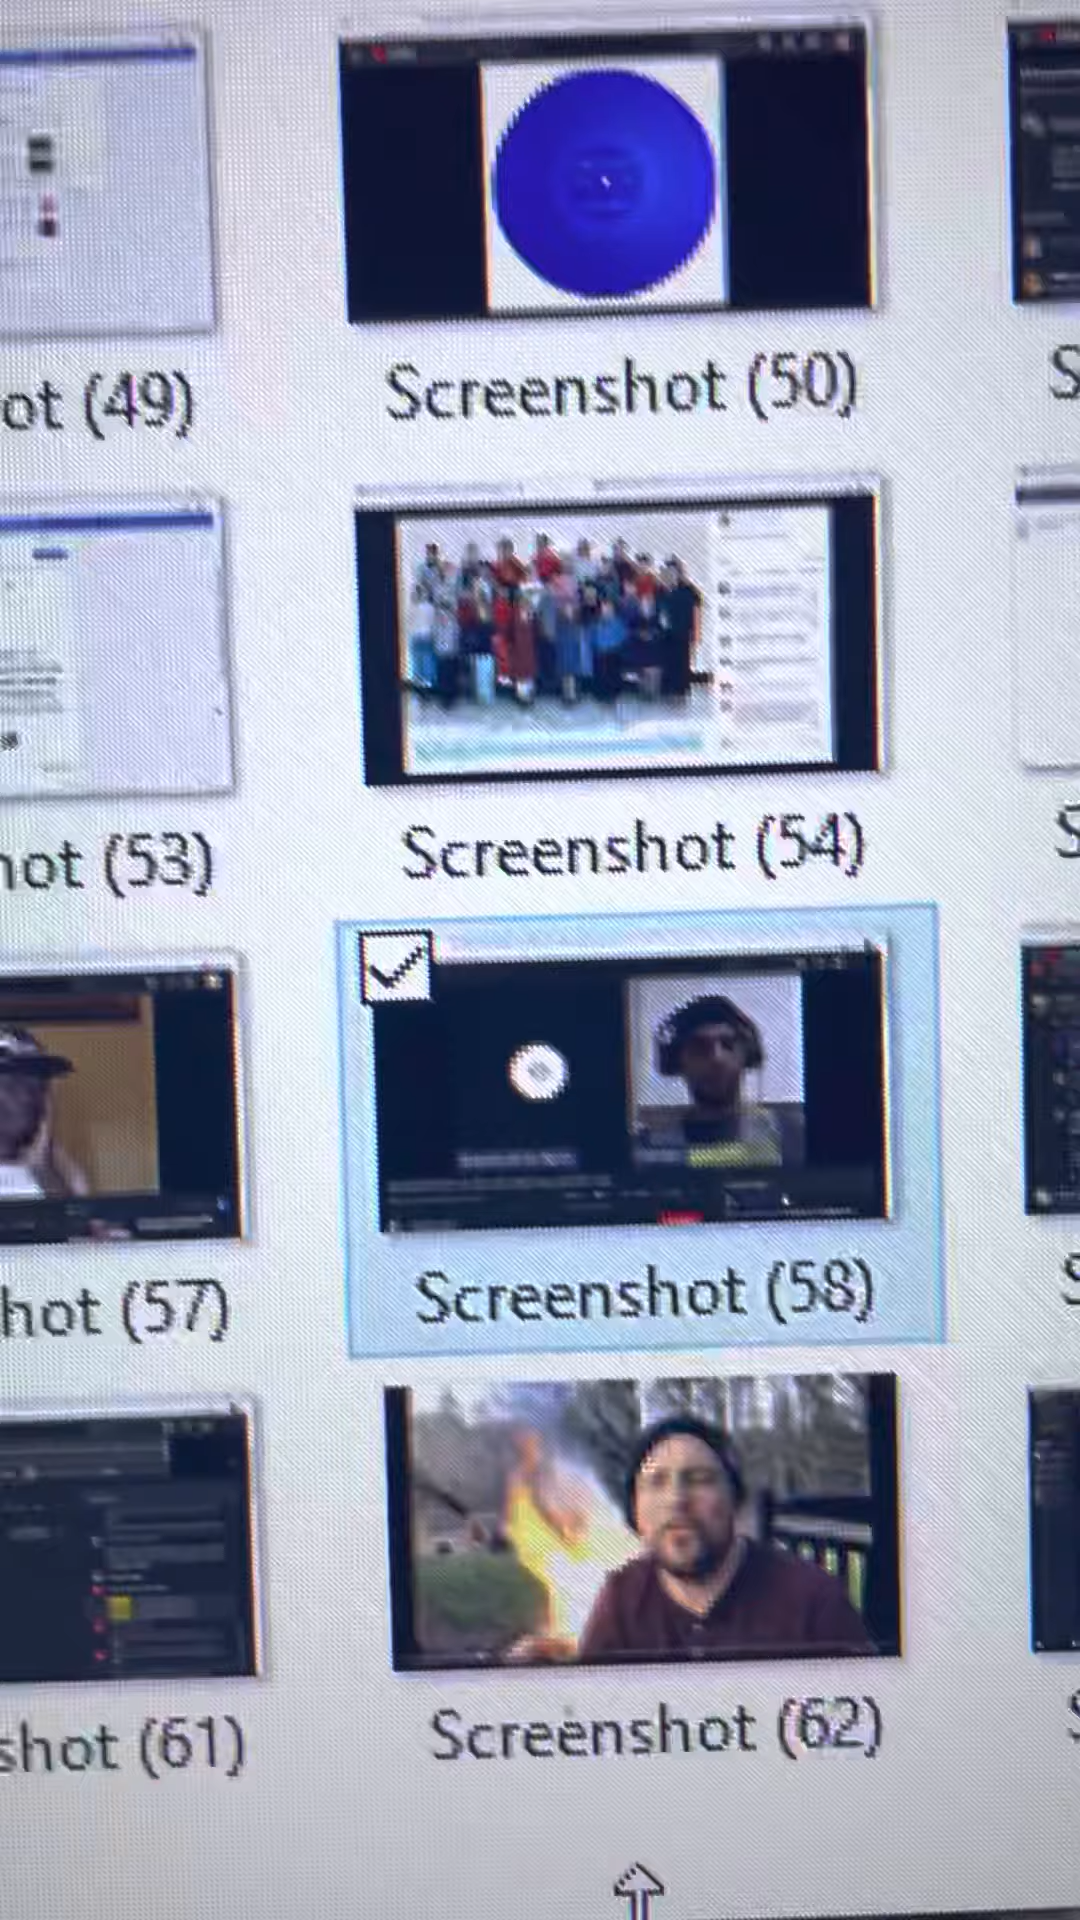 ot (49)
Screenshot (50)
S
hot (53)
Screenshot (54)
S
hot (57)
Screenshot (58)
S
shot (61)
Screenshot (62)
S